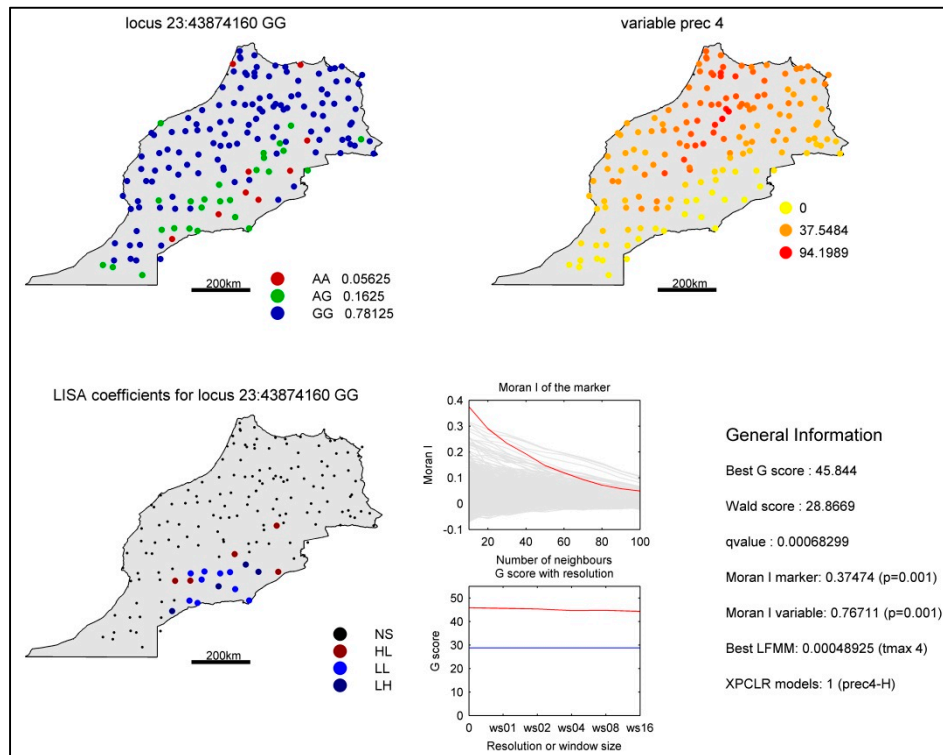 locus 23:43874160 GG
200km
AA 0.05625
AG 0.1625
GG 0.78125
variable prec 4
0
37.5484
94.1989
200km
LISA coefficients for locus 23:43874160 GG
200km
NS
HL
LL
LH
Moran I of the marker
Moran I
0.4
0.3
0.2
0.1
0
-0.1
20 40 60 80 100
Number of neighbours
G score with resolution
G score
50
40
30
20
10
0
0 ws01 ws02 ws04 ws08 ws16
Resolution or window size
General Information
Best G score : 45.844
Wald score : 28.8669
qvalue : 0.00068299
Moran I marker: 0.37474 (p=0.001)
Moran I variable: 0.76711 (p=0.001)
Best LFMM: 0.00048925 (tmax 4)
XPCLR models: 1 (prec4-H)